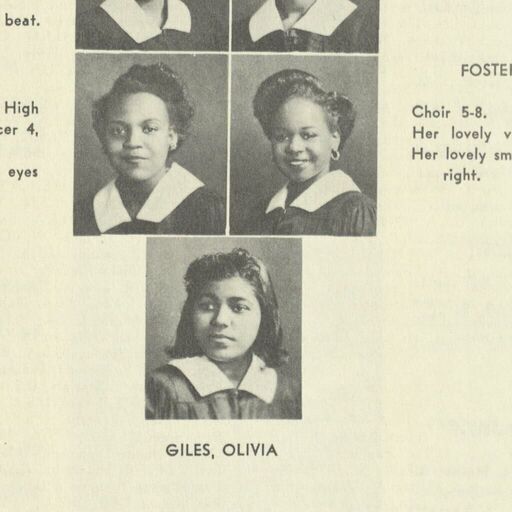 beat.
High
cer 4,
eyes
FOSTE
Choir 5-8.
Her lovely v
Her lovely sm
right.
GILES, OLIVIA